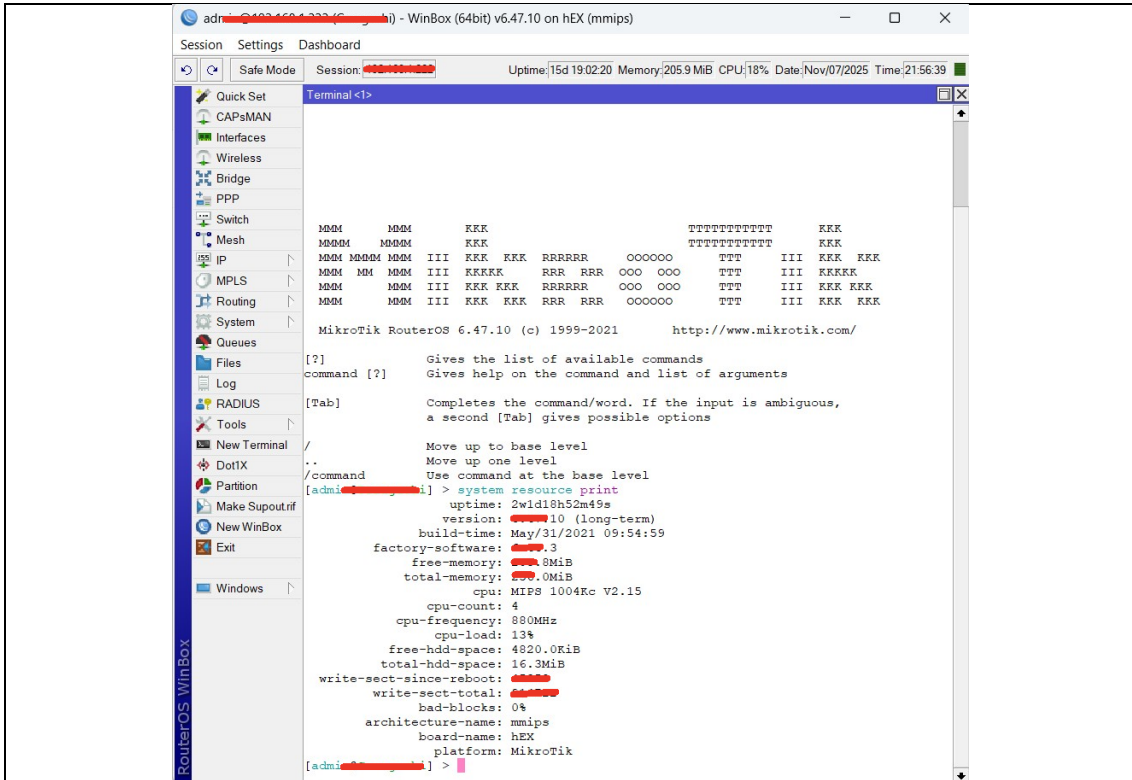 adm - WinBox (64bit) v6.47.10 on hEX (mmips)
Session Settings Dashboard
Safe Mode Session: Uptime: 15d 19:02:20 Memory: 205.9 MiB CPU: 18% Date: Nov/07/2025 Time: 21:56:39
Quick Set
CAPsMAN
Interfaces
Wireless
Bridge
PPP
Switch
Mesh
IP
MPLS
Routing
System
Queues
Files
Log
RADIUS
Tools
New Terminal
Dot1X
Partition
Make Supout.rif
New WinBox
Exit
Windows
RouterOS WinBox
Terminal <1>
MMM      MMM       KKK                          TTTTTTTTTTT      KKK
MMMM    MMMM       KKK                          TTTTTTTTTTT      KKK
MMM MMMM MMM  III  KKK  KKK  RRRRRR     OOOOOO      TTT     III  KKK  KKK
MMM  MM  MMM  III  KKKKK     RRR  RRR  OOO  OOO     TTT     III  KKKKK
MMM      MMM  III  KKK KKK   RRRRRR    OOO  OOO     TTT     III  KKK KKK
MMM      MMM  III  KKK  KKK  RRR  RRR   OOOOOO      TTT     III  KKK  KKK
MikroTik RouterOS 6.47.10 (c) 1999-2021       http://www.mikrotik.com/
[?]             Gives the list of available commands
command [?]     Gives help on the command and list of arguments
[Tab]           Completes the command/word. If the input is ambiguous,
a second [Tab] gives possible options
/               Move up to base level
..              Move up one level
/command        Use command at the base level
[admi i] > system resource print
uptime: 2w1d18h52m49s
version: 10 (long-term)
build-time: May/31/2021 09:54:59
factory-software: .3
free-memory: .8MiB
total-memory: .0MiB
cpu: MIPS 1004Kc V2.15
cpu-count: 4
cpu-frequency: 880MHz
cpu-load: 13%
free-hdd-space: 4820.0KiB
total-hdd-space: 16.3MiB
write-sect-since-reboot:
write-sect-total:
bad-blocks: 0%
architecture-name: mmips
board-name: hEX
platform: MikroTik
[admi i] >